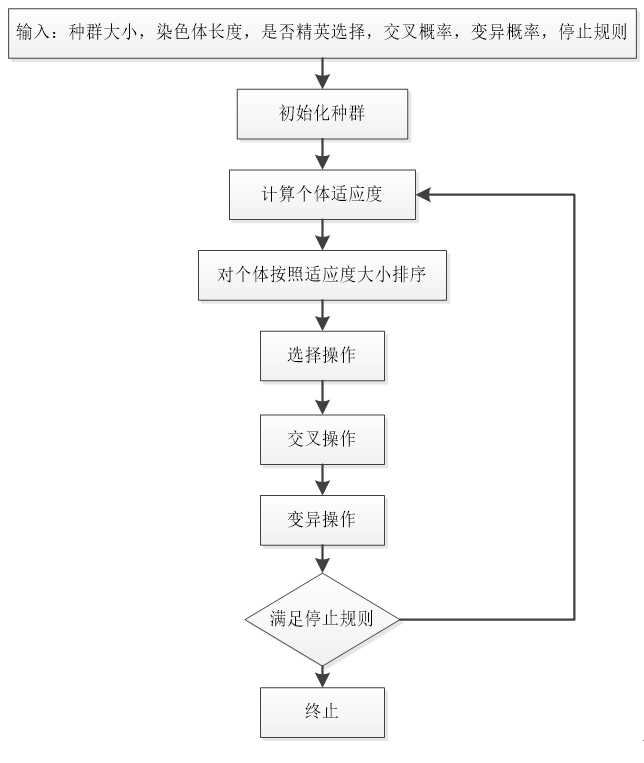 输入：种群大小，染色体长度，是否精英选择，交叉概率，变异概率，停止规则
初始化种群
计算个体适应度
对个体按照适应度大小排序
选择操作
交叉操作
变异操作
满足停止规则
终止